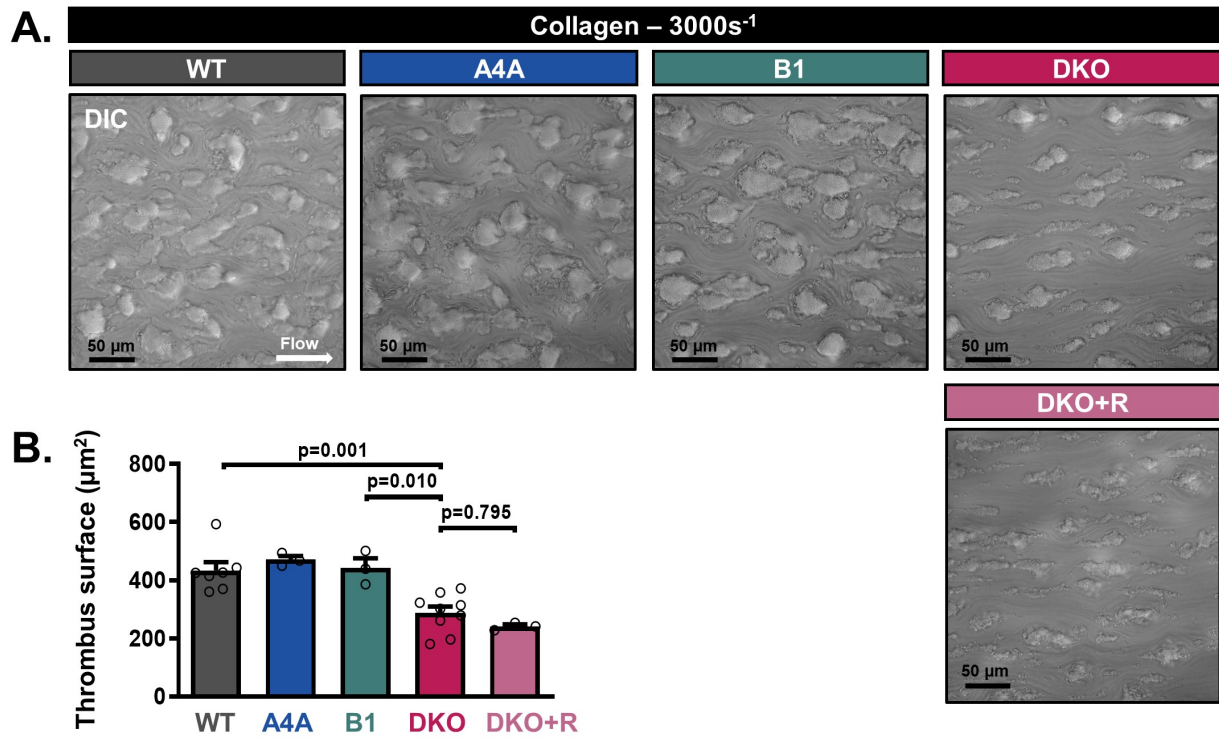 A.
Collagen – 3000s⁻¹
WT
A4A
B1
DKO
DIC
Flow
50 µm
50 µm
50 µm
50 µm
DKO+R
50 µm
B.
Thrombus surface (µm²)
800
600
400
200
0
p=0.001
p=0.010
p=0.795
WT
A4A
B1
DKO
DKO+R